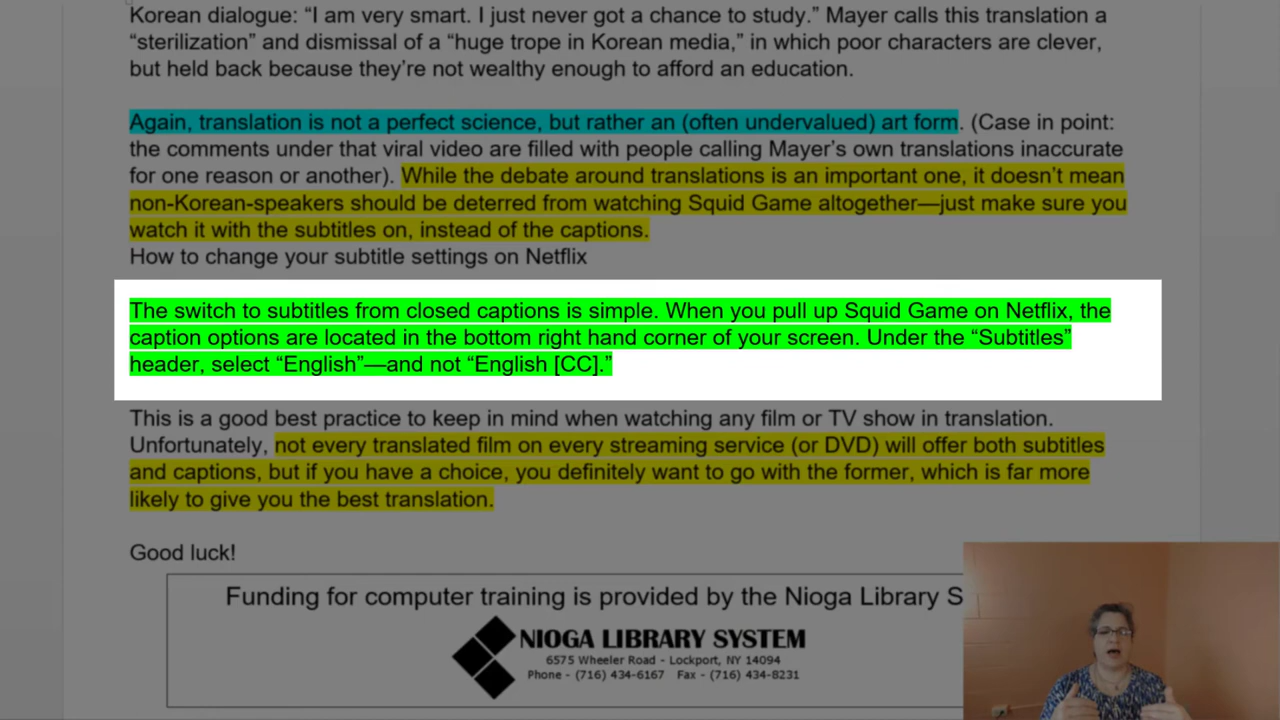 Korean dialogue: “I am very smart. I just never got a chance to study.” Mayer calls this translation a
“sterilization” and dismissal of a “huge trope in Korean media,” in which poor characters are clever,
but held back because they’re not wealthy enough to afford an education.
Again, translation is not a perfect science, but rather an (often undervalued) art form. (Case in point:
the comments under that viral video are filled with people calling Mayer’s own translations inaccurate
for one reason or another). While the debate around translations is an important one, it doesn’t mean
non-Korean-speakers should be deterred from watching Squid Game altogether—just make sure you
watch it with the subtitles on, instead of the captions.
How to change your subtitle settings on Netflix
The switch to subtitles from closed captions is simple. When you pull up Squid Game on Netflix, the
caption options are located in the bottom right hand corner of your screen. Under the “Subtitles”
header, select “English”—and not “English [CC].”
This is a good best practice to keep in mind when watching any film or TV show in translation.
Unfortunately, not every translated film on every streaming service (or DVD) will offer both subtitles
and captions, but if you have a choice, you definitely want to go with the former, which is far more
likely to give you the best translation.
Good luck!
Funding for computer training is provided by the Nioga Library S
NIOGA LIBRARY SYSTEM
6575 Wheeler Road - Lockport, NY 14094
Phone - (716) 434-6167 Fax - (716) 434-8231